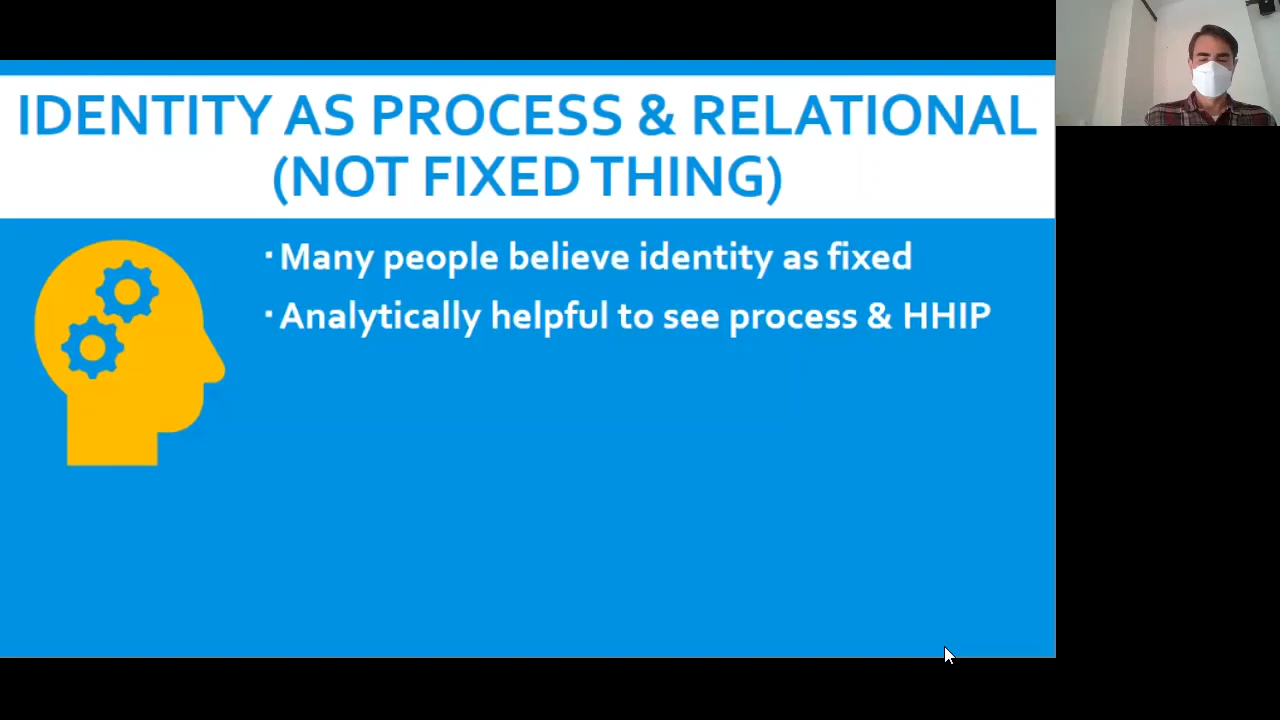 IDENTITY AS PROCESS & RELATIONAL
(NOT FIXED THING)
▪ Many people believe identity as fixed
▪ Analytically helpful to see process & HHIP